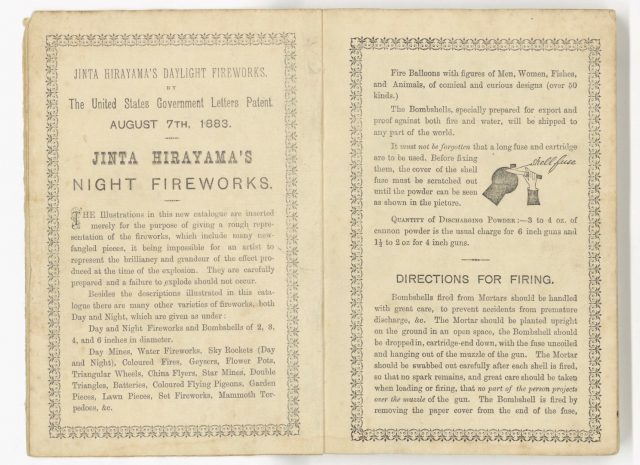 JINTA HIRAYAMA'S DAYLIGHT FIREWORKS.
BY
The United States Government Letters Patent.
AUGUST 7TH, 1883.
JINTA HIRAYAMA'S
NIGHT FIREWORKS.
THE Illustrations in this new catalogue are inserted
merely for the purpose of giving a rough repre-
sentation of the fireworks, which include many new-
fangled pieces, it being impossible for an artist to
represent the brilliancy and grandeur of the effect pro-
duced at the time of the explosion. They are carefully
prepared and a failure to explode should not occur.
Besides the descriptions illustrated in this cata-
logue there are many other varieties of fireworks, both
Day and Night, which are given as under:
Day and Night Fireworks and Bombshells of 2, 3,
4, and 6 inches in diameter.
Day Mines, Water Fireworks, Sky Rockets (Day
and Night), Coloured Fires, Geysers, Flower Pots,
Triangular Wheels, China Flyers, Star Mines, Double
Triangles, Batteries, Coloured Flying Pigeons, Garden
Pieces, Lawn Pieces, Set Fireworks, Mammoth Tor-
pedoes, &c.
Fire Balloons with figures of Men, Women, Fishes,
and Animals, of comical and curious designs (over 50
kinds.)
The Bombshells, specially prepared for export and
proof against both fire and water, will be shipped to
any part of the world.
It must not be forgotten that a long fuse and cartridge
are to be used. Before fixing
them, the cover of the shell
fuse must be scratched out
until the powder can be seen
as shown in the picture.
shell fuse
QUANTITY OF DISCHARGING POWDER:—3 to 4 oz. of
cannon powder is the usual charge for 6 inch guns and
1½ to 2 oz for 4 inch guns.
DIRECTIONS FOR FIRING.
Bombshells fired from Mortars should be handled
with great care, to prevent accidents from premature
discharge, &c. The Mortar should be planted upright
on the ground in an open space, the Bombshell should
be dropped in, cartridge-end down, with the fuse uncoiled
and hanging out of the muzzle of the gun. The Mortar
should be swabbed out carefully after each shell is fired,
so that no spark remains, and great care should be taken
when loading or firing, that no part of the person projects
over the muzzle of the gun. The Bombshell is fired by
removing the paper cover from the end of the fuse,